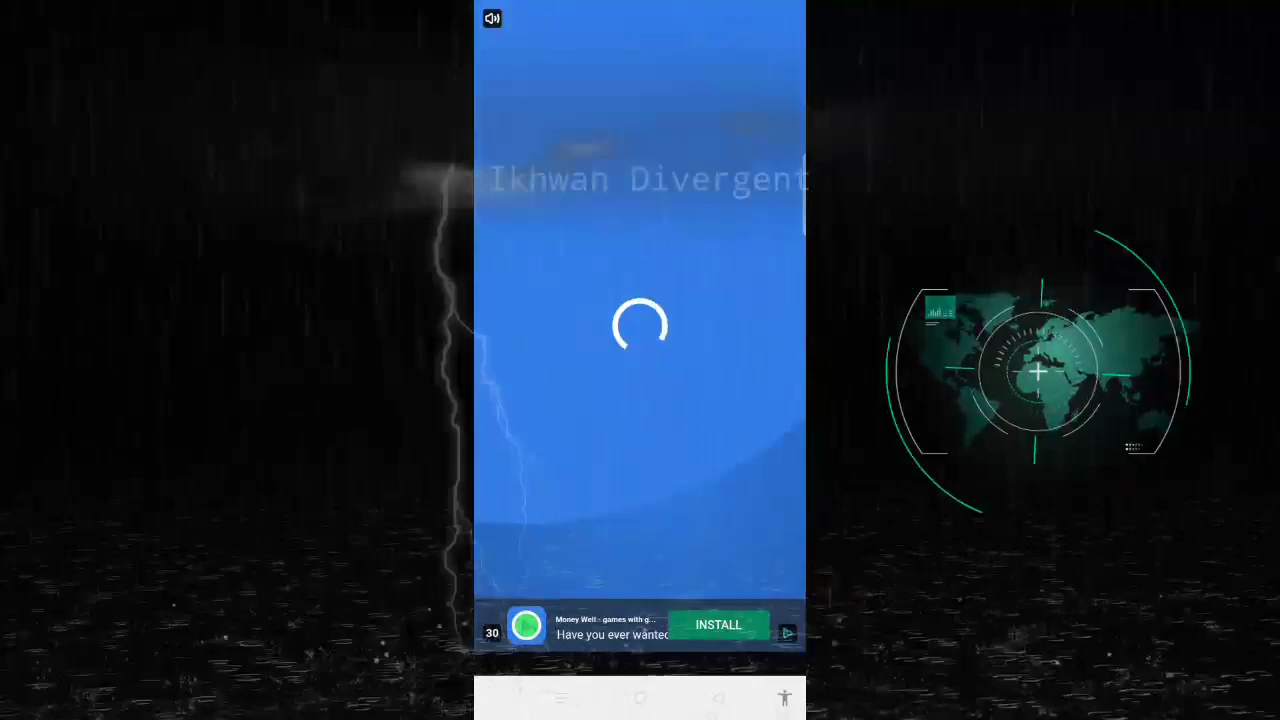 Ikhwan Divergent
30
Money Well - games with g...
Have you ever wanted
INSTALL